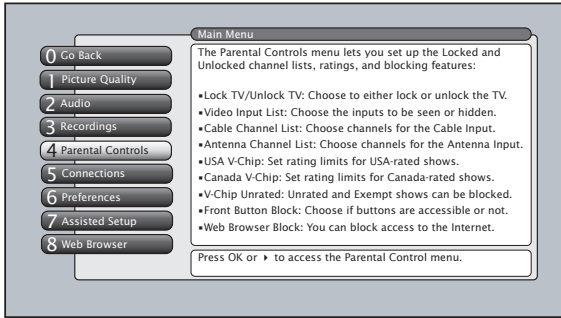 Main Menu
0 Go Back
1 Picture Quality
2 Audio
3 Recordings
4 Parental Controls
5 Connections
6 Preferences
7 Assisted Setup
8 Web Browser
The Parental Controls menu lets you set up the Locked and
Unlocked channel lists, ratings, and blocking features:
▪Lock TV/Unlock TV: Choose to either lock or unlock the TV.
▪Video Input List: Choose the inputs to be seen or hidden.
▪Cable Channel List: Choose channels for the Cable Input.
▪Antenna Channel List: Choose channels for the Antenna Input.
▪USA V-Chip: Set rating limits for USA-rated shows.
▪Canada V-Chip: Set rating limits for Canada-rated shows.
▪V-Chip Unrated: Unrated and Exempt shows can be blocked.
▪Front Button Block: Choose if buttons are accessible or not.
▪Web Browser Block: You can block access to the Internet.
Press OK or ▸ to access the Parental Control menu.